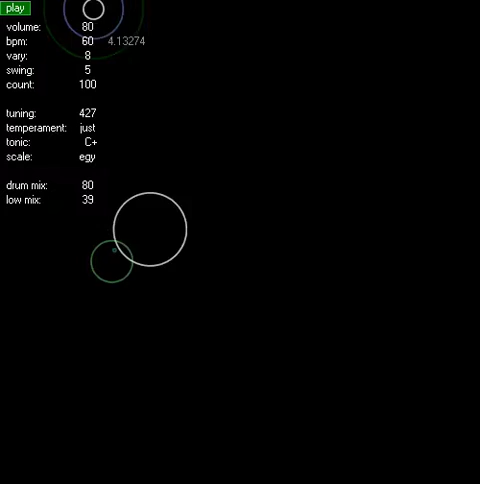 play
volume: 80
bpm: 60 4.13274
vary: 8
swing: 5
count: 100
tuning: 427
temperament: just
tonic: C+
scale: egy
drum mix: 80
low mix: 39